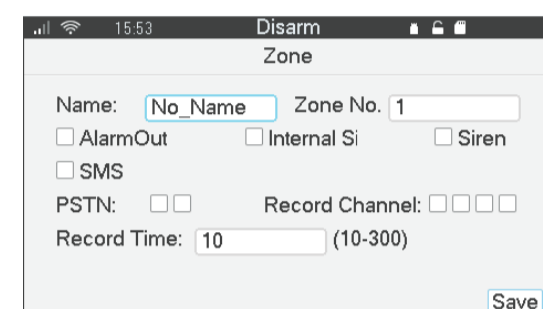 15:53 Disarm
Zone
Name: No_Name Zone No. 1
AlarmOut Internal Si Siren
SMS
PSTN: Record Channel:
Record Time: 10 (10-300)
Save